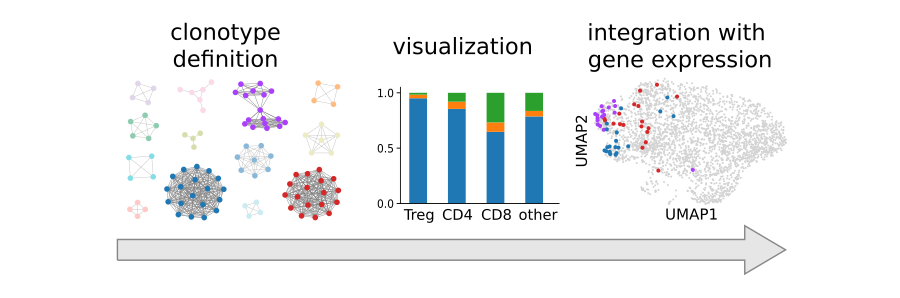 clonotype
definition
visualization
integration with
gene expression
1.0
0.5
0.0
Treg CD4 CD8 other
UMAP2
UMAP1